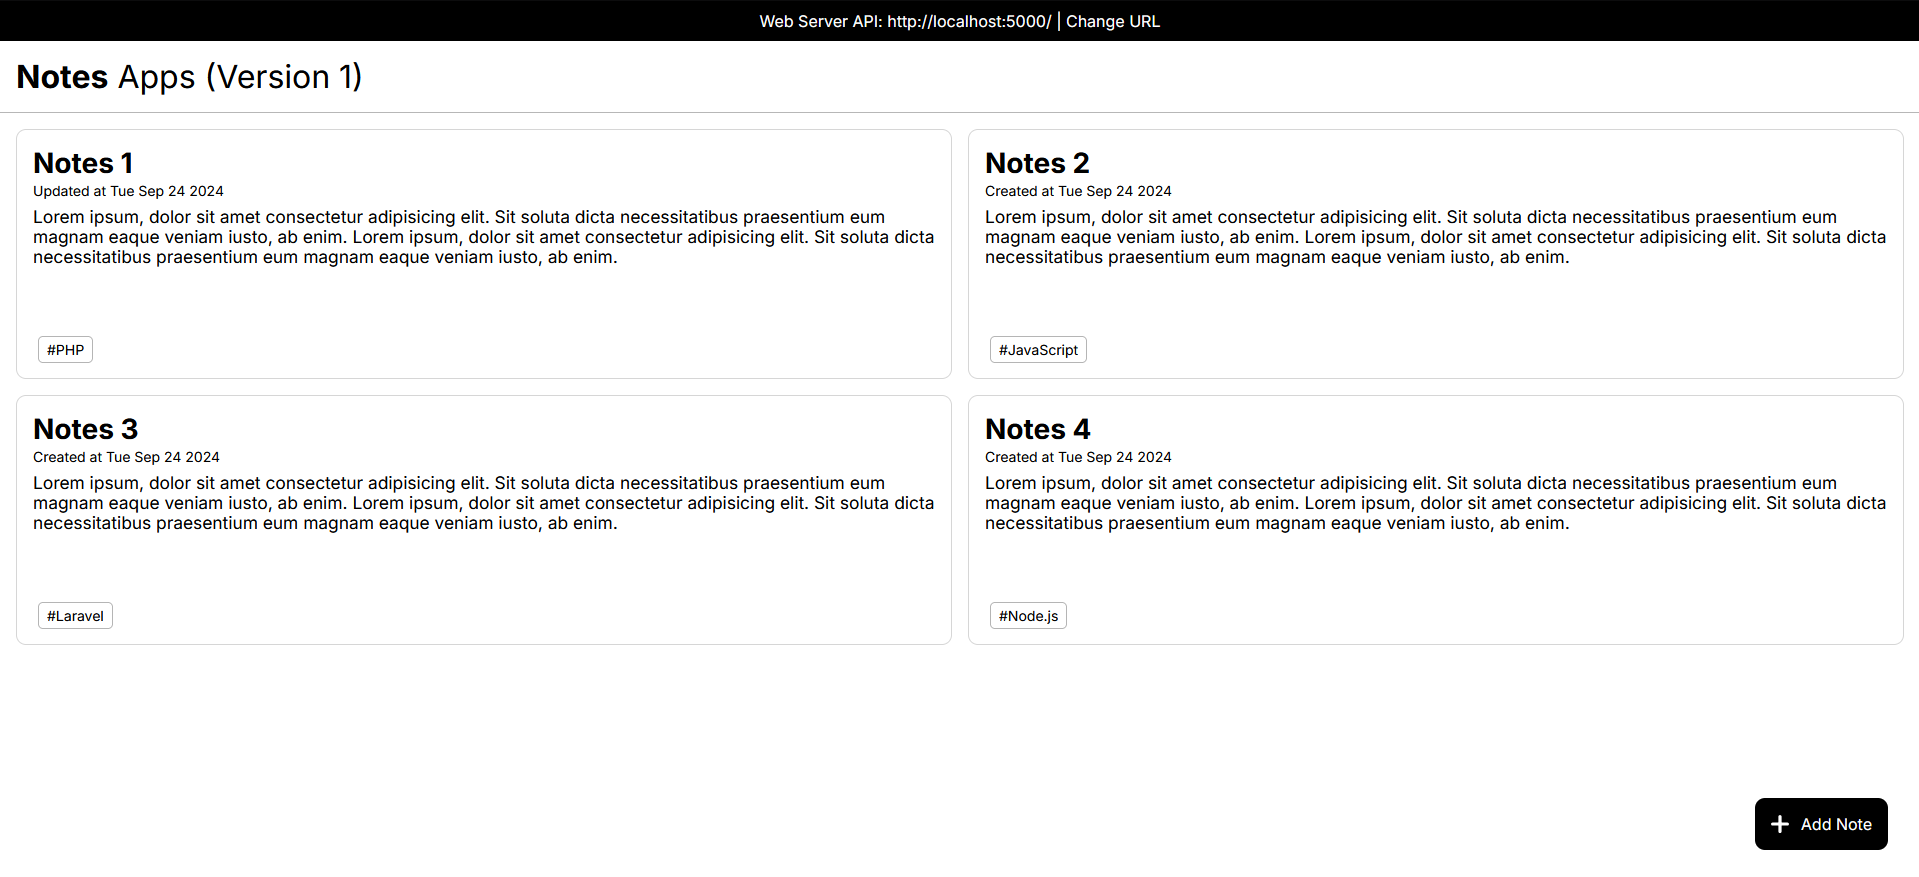 Web Server API: http://localhost:5000/ | Change URL
Notes Apps (Version 1)
Notes 1
Updated at Tue Sep 24 2024
Lorem ipsum, dolor sit amet consectetur adipisicing elit. Sit soluta dicta necessitatibus praesentium eum
magnam eaque veniam iusto, ab enim. Lorem ipsum, dolor sit amet consectetur adipisicing elit. Sit soluta dicta
necessitatibus praesentium eum magnam eaque veniam iusto, ab enim.
#PHP
Notes 2
Created at Tue Sep 24 2024
Lorem ipsum, dolor sit amet consectetur adipisicing elit. Sit soluta dicta necessitatibus praesentium eum
magnam eaque veniam iusto, ab enim. Lorem ipsum, dolor sit amet consectetur adipisicing elit. Sit soluta dicta
necessitatibus praesentium eum magnam eaque veniam iusto, ab enim.
#JavaScript
Notes 3
Created at Tue Sep 24 2024
Lorem ipsum, dolor sit amet consectetur adipisicing elit. Sit soluta dicta necessitatibus praesentium eum
magnam eaque veniam iusto, ab enim. Lorem ipsum, dolor sit amet consectetur adipisicing elit. Sit soluta dicta
necessitatibus praesentium eum magnam eaque veniam iusto, ab enim.
#Laravel
Notes 4
Created at Tue Sep 24 2024
Lorem ipsum, dolor sit amet consectetur adipisicing elit. Sit soluta dicta necessitatibus praesentium eum
magnam eaque veniam iusto, ab enim. Lorem ipsum, dolor sit amet consectetur adipisicing elit. Sit soluta dicta
necessitatibus praesentium eum magnam eaque veniam iusto, ab enim.
#Node.js
Add Note